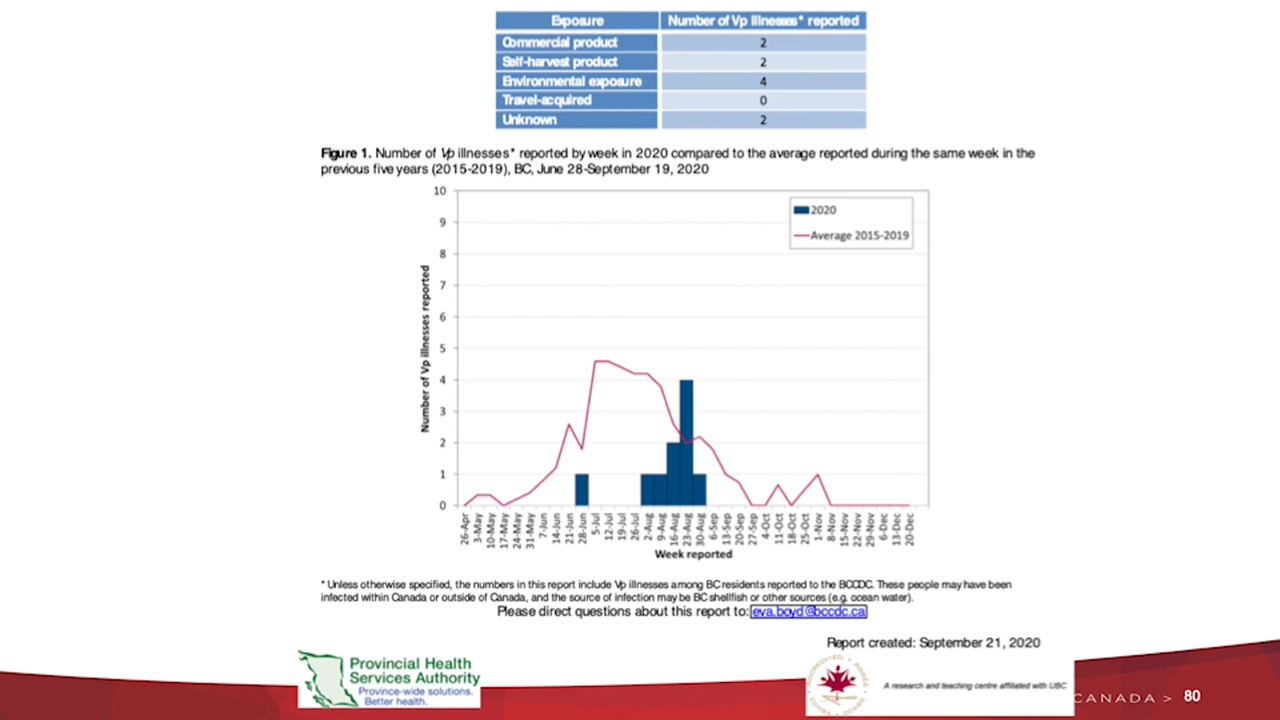 Exposure Number of Vp illnesses* reported
Commercial product 2
Self-harvest product 2
Environmental exposure 4
Travel-acquired 0
Unknown 2
Figure 1. Number of Vp illnesses* reported by week in 2020 compared to the average reported during the same week in the
previous five years (2015-2019), BC, June 28-September 19, 2020
10
9
8
7
6
5
4
3
2
1
0
Number of Vp illnesses reported
2020
Average 2015-2019
26-Apr
3-May
10-May
17-May
24-May
31-May
7-Jun
14-Jun
21-Jun
28-Jun
5-Jul
12-Jul
19-Jul
26-Jul
2-Aug
9-Aug
16-Aug
23-Aug
30-Aug
6-Sep
13-Sep
20-Sep
27-Sep
4-Oct
11-Oct
18-Oct
25-Oct
1-Nov
8-Nov
15-Nov
22-Nov
29-Nov
6-Dec
13-Dec
20-Dec
Week reported
* Unless otherwise specified, the numbers in this report include Vp illnesses among BC residents reported to the BCCDC. These people may have been
infected within Canada or outside of Canada, and the source of infection may be BC shellfish or other sources (e.g. ocean water).
Please direct questions about this report to: eva.boyd@bccdc.ca
Report created: September 21, 2020
Provincial Health
Services Authority
Province-wide solutions.
Better health.
A research and teaching centre affiliated with UBC
CANADA > 80